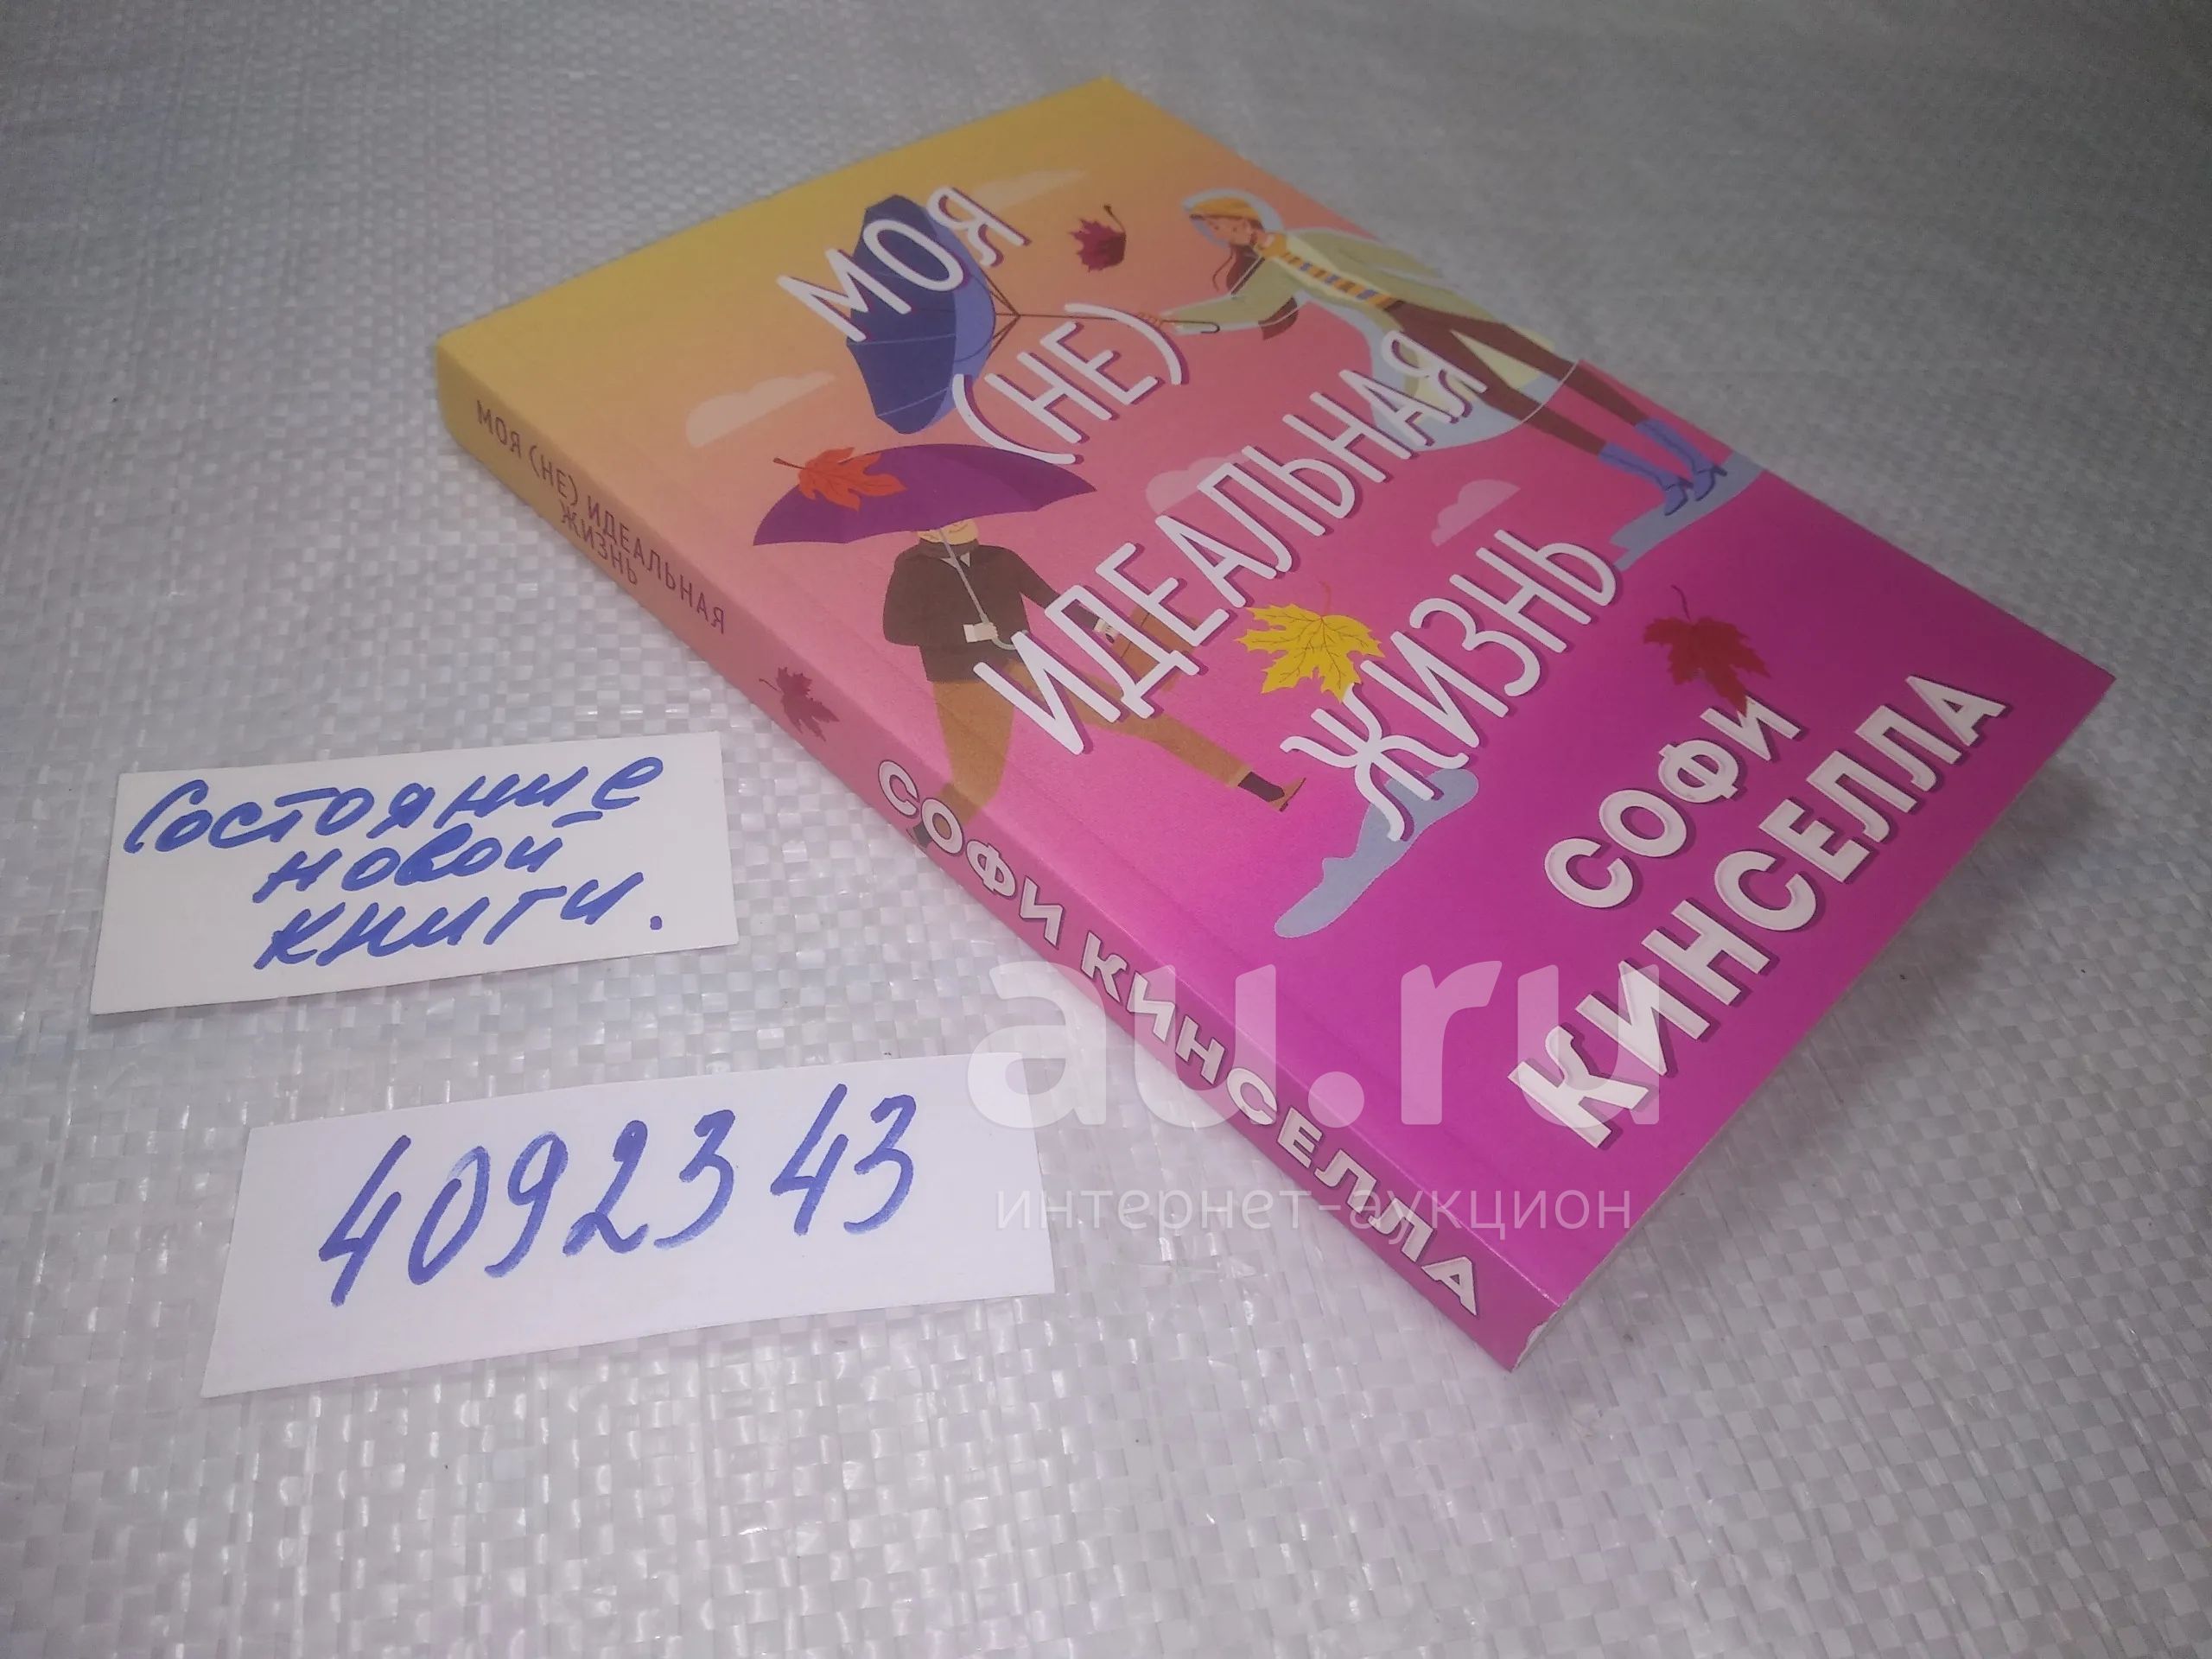 МОЯ
(НЕ)
ИДЕАЛЬНАЯ
ЖИЗНЬ
СОФИ
КИНСЕЛЛА
МОЯ (НЕ) ИДЕАЛЬНАЯ
ЖИЗНЬ
СОФИ КИНСЕЛЛА
Состояние
новой
книги.
4092343
au.ru
интернет-аукцион